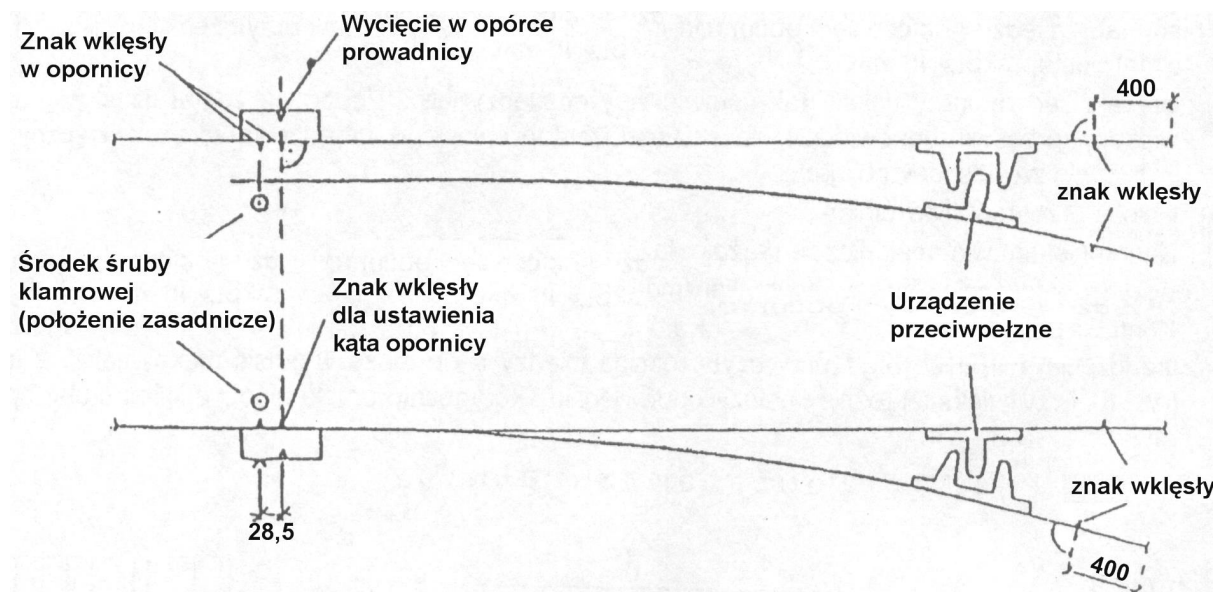 Znak wklęsły
w opornicy
Wycięcie w opórce
prowadnicy
400
znak wklęsły
Środek śruby
klamrowej
(położenie zasadnicze)
Znak wklęsły
dla ustawienia
kąta opornicy
Urządzenie
przeciwpełzne
znak wklęsły
28,5
400